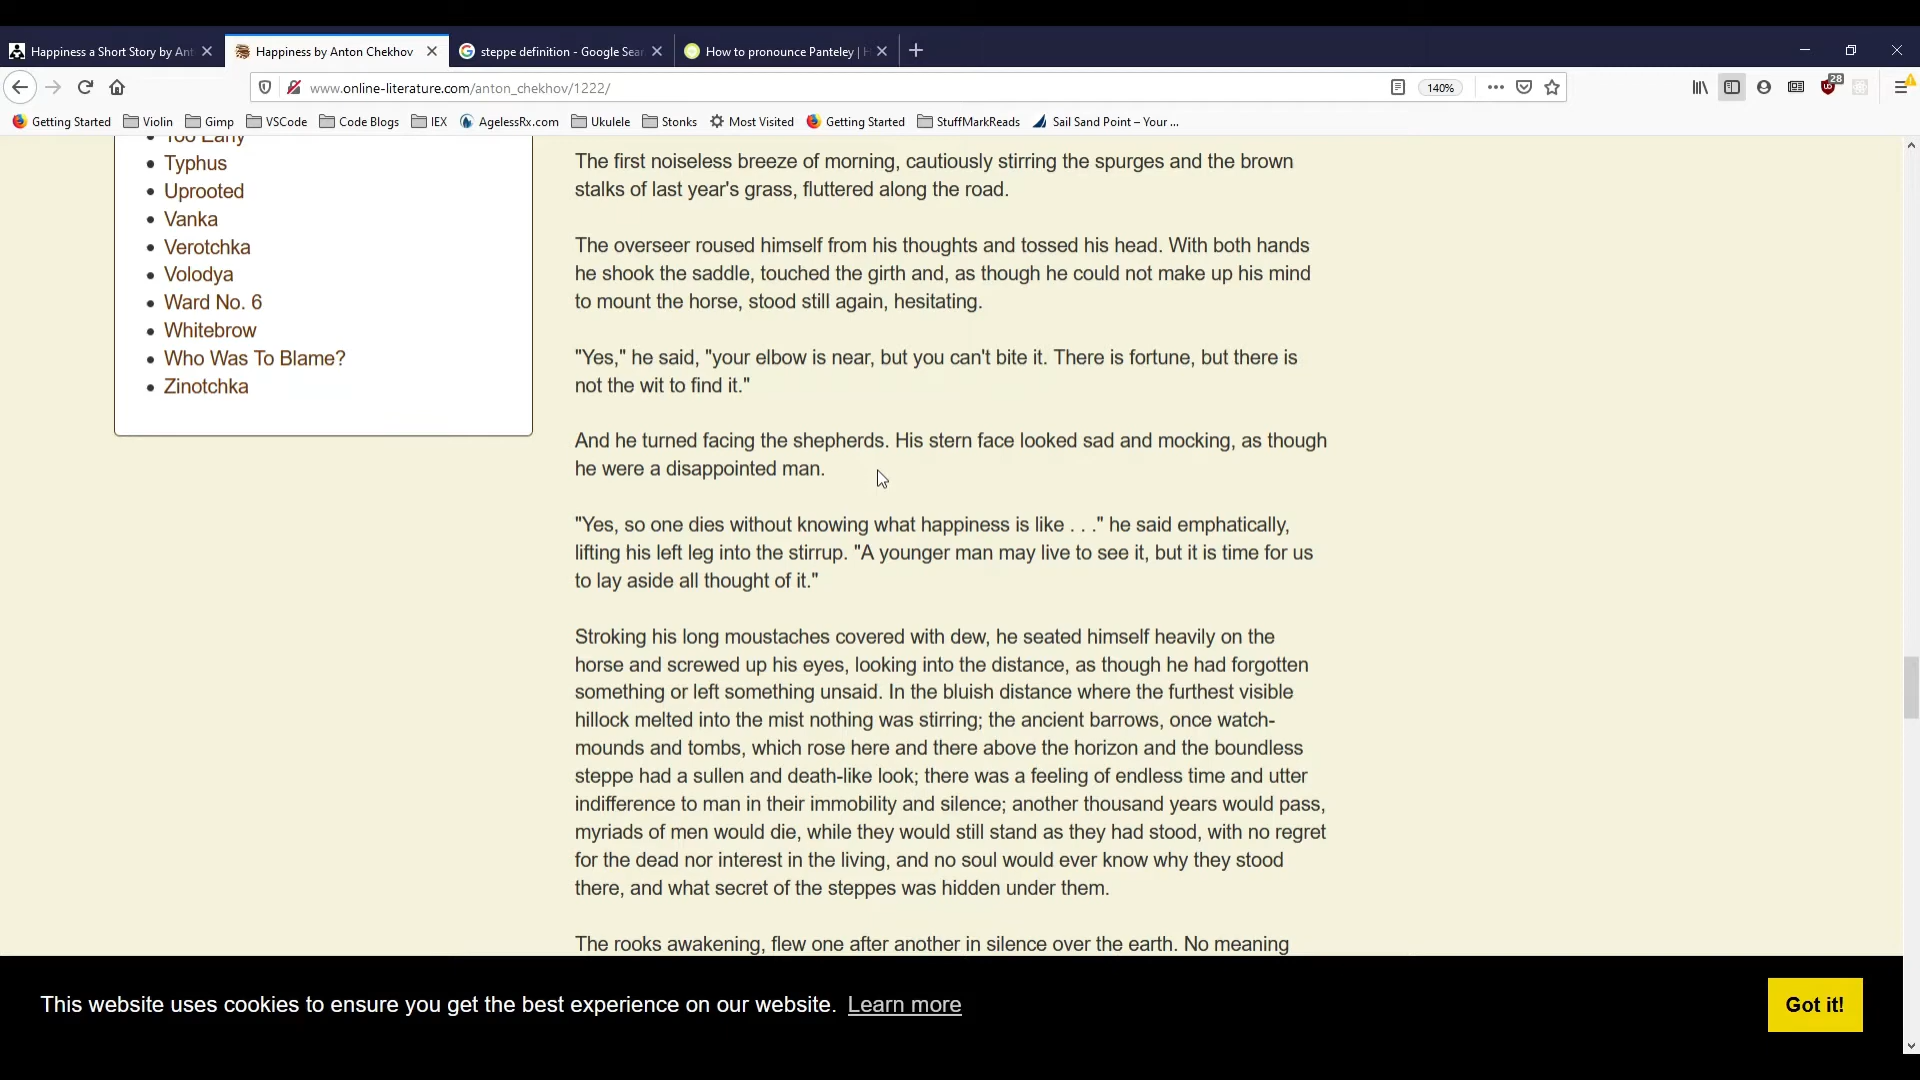 Happiness a Short Story by Ant
Happiness by Anton Chekhov
steppe definition - Google Sear
How to pronounce Panteley | H
www.online-literature.com/anton_chekhov/1222/
140%
28
Getting Started
Violin
Gimp
VSCode
Code Blogs
IEX
AgelessRx.com
Ukulele
Stonks
Most Visited
Getting Started
StuffMarkReads
Sail Sand Point – Your ...
Too Early
Typhus
Uprooted
Vanka
Verotchka
Volodya
Ward No. 6
Whitebrow
Who Was To Blame?
Zinotchka
The first noiseless breeze of morning, cautiously stirring the spurges and the brown
stalks of last year's grass, fluttered along the road.
The overseer roused himself from his thoughts and tossed his head. With both hands
he shook the saddle, touched the girth and, as though he could not make up his mind
to mount the horse, stood still again, hesitating.
"Yes," he said, "your elbow is near, but you can't bite it. There is fortune, but there is
not the wit to find it."
And he turned facing the shepherds. His stern face looked sad and mocking, as though
he were a disappointed man.
"Yes, so one dies without knowing what happiness is like . . ." he said emphatically,
lifting his left leg into the stirrup. "A younger man may live to see it, but it is time for us
to lay aside all thought of it."
Stroking his long moustaches covered with dew, he seated himself heavily on the
horse and screwed up his eyes, looking into the distance, as though he had forgotten
something or left something unsaid. In the bluish distance where the furthest visible
hillock melted into the mist nothing was stirring; the ancient barrows, once watch-
mounds and tombs, which rose here and there above the horizon and the boundless
steppe had a sullen and death-like look; there was a feeling of endless time and utter
indifference to man in their immobility and silence; another thousand years would pass,
myriads of men would die, while they would still stand as they had stood, with no regret
for the dead nor interest in the living, and no soul would ever know why they stood
there, and what secret of the steppes was hidden under them.
The rooks awakening, flew one after another in silence over the earth. No meaning
This website uses cookies to ensure you get the best experience on our website. Learn more
Got it!